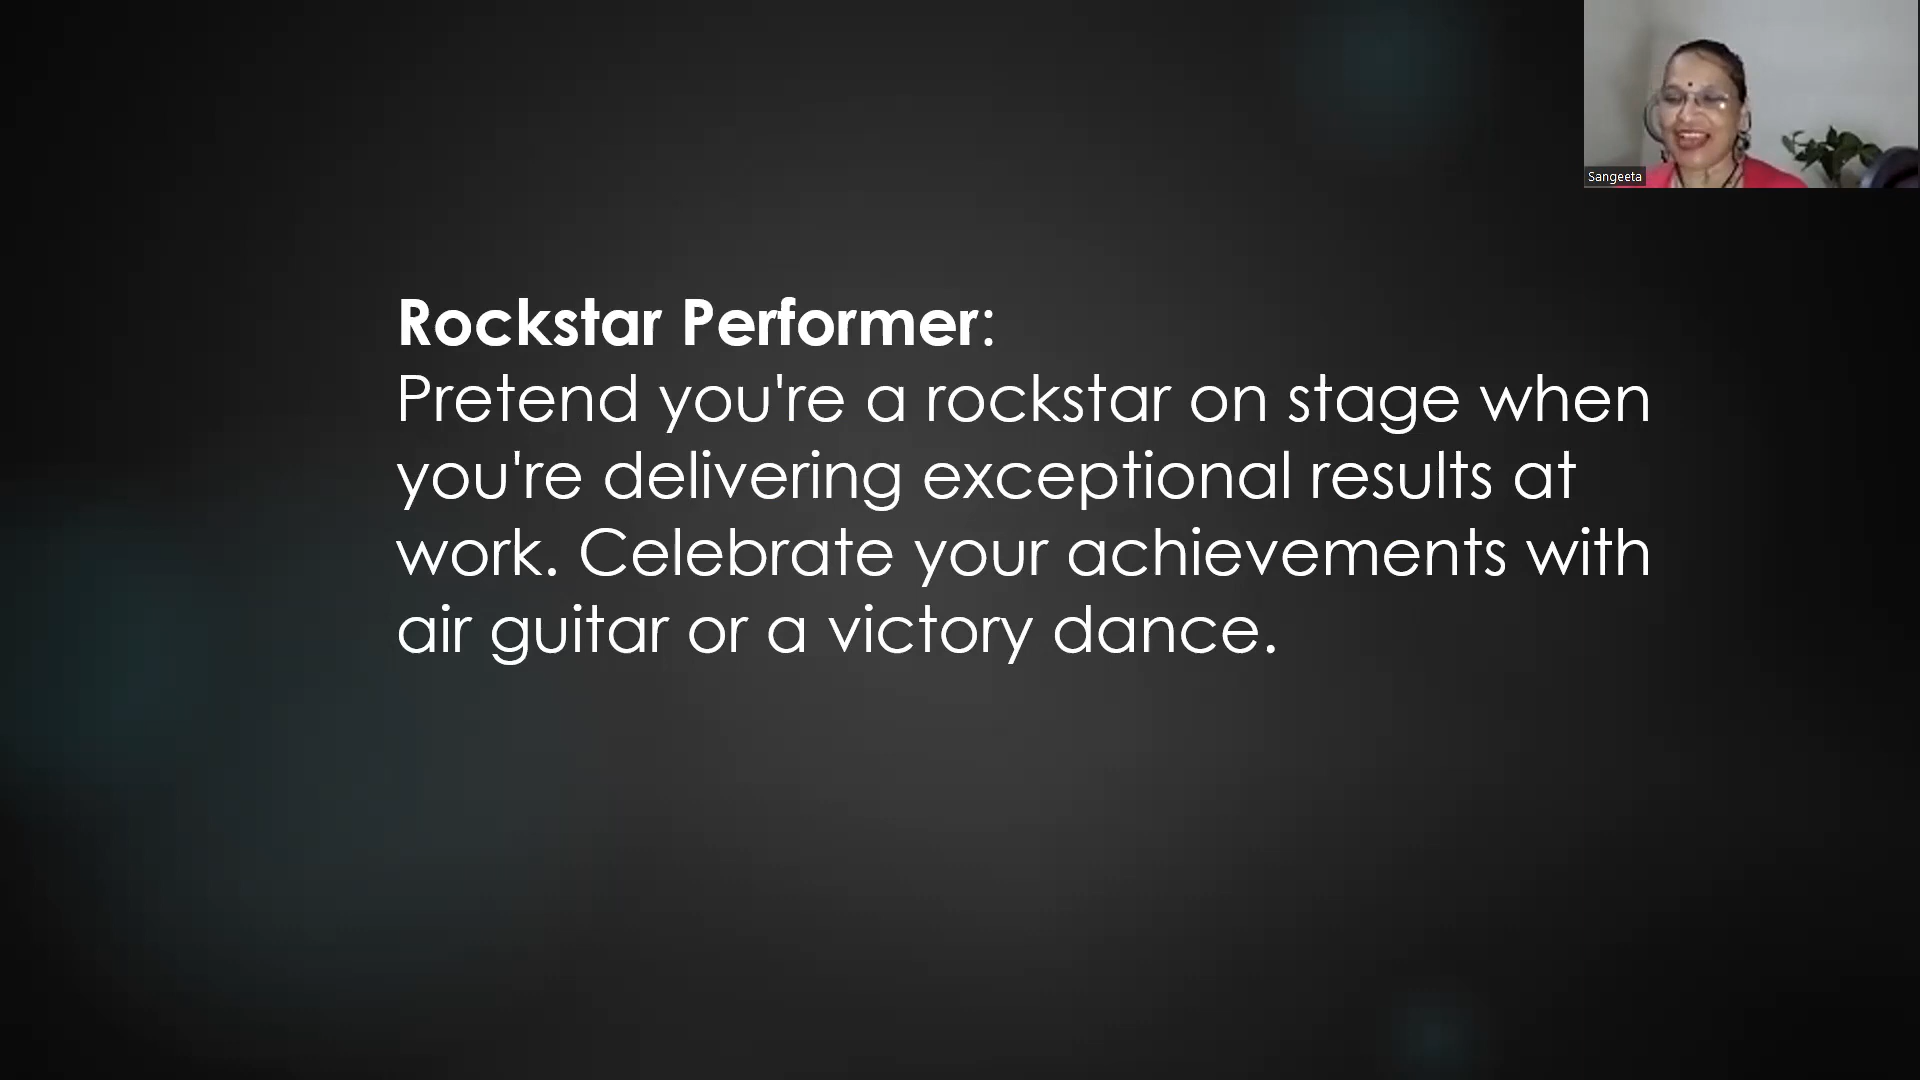 Sangeeta
Rockstar Performer:
Pretend you're a rockstar on stage when
you're delivering exceptional results at
work. Celebrate your achievements with
air guitar or a victory dance.